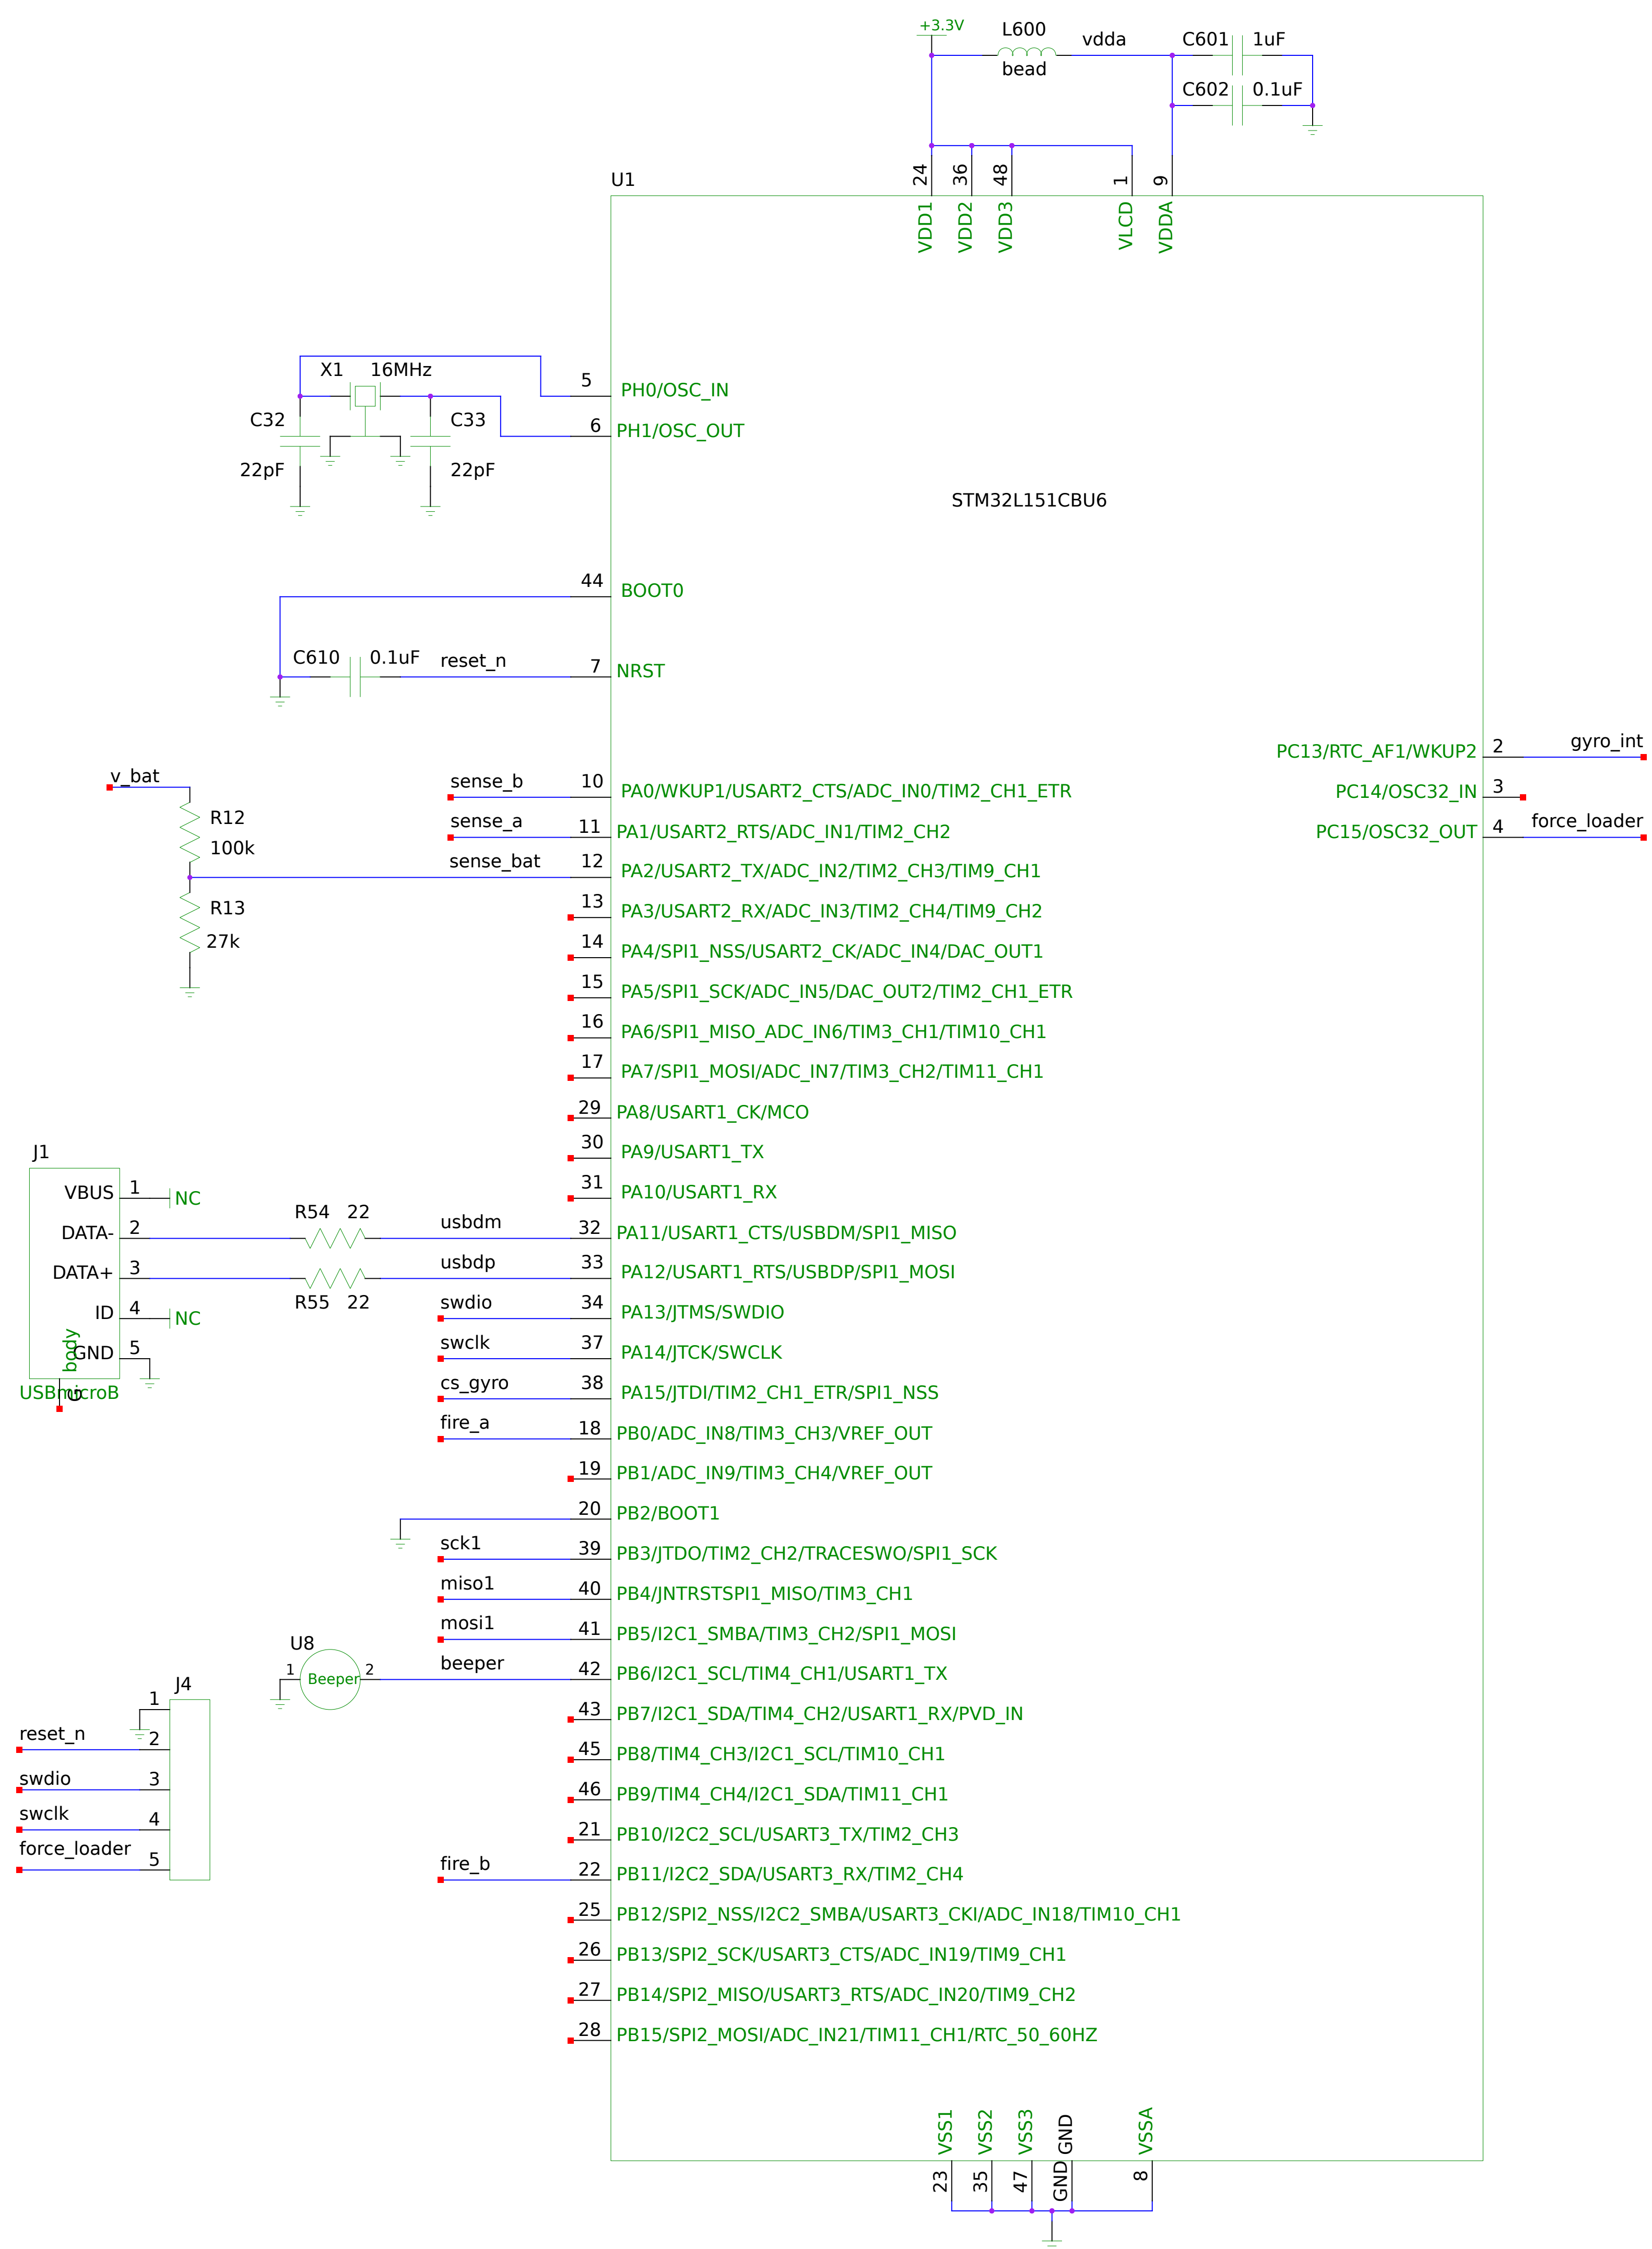 +3.3V
L600
bead
vdda
C601 1uF
C602 0.1uF
24 36 48 1 9
U1
VDD1 VDD2 VDD3 VLCD VDDA
X1 16MHz
C32
22pF
C33
22pF
5 PH0/OSC_IN
6 PH1/OSC_OUT
STM32L151CBU6
44 BOOT0
C610 0.1uF reset_n 7 NRST
PC13/RTC_AF1/WKUP2 2 gyro_int
PC14/OSC32_IN 3
PC15/OSC32_OUT 4 force_loader
v_bat
R12
100k
R13
27k
sense_b 10 PA0/WKUP1/USART2_CTS/ADC_IN0/TIM2_CH1_ETR
sense_a 11 PA1/USART2_RTS/ADC_IN1/TIM2_CH2
sense_bat 12 PA2/USART2_TX/ADC_IN2/TIM2_CH3/TIM9_CH1
13 PA3/USART2_RX/ADC_IN3/TIM2_CH4/TIM9_CH2
14 PA4/SPI1_NSS/USART2_CK/ADC_IN4/DAC_OUT1
15 PA5/SPI1_SCK/ADC_IN5/DAC_OUT2/TIM2_CH1_ETR
16 PA6/SPI1_MISO_ADC_IN6/TIM3_CH1/TIM10_CH1
17 PA7/SPI1_MOSI/ADC_IN7/TIM3_CH2/TIM11_CH1
29 PA8/USART1_CK/MCO
30 PA9/USART1_TX
31 PA10/USART1_RX
J1
VBUS 1 NC
DATA- 2
DATA+ 3
ID 4 NC
GND 5
body
6
USBmicroB
R54 22
R55 22
usbdm 32 PA11/USART1_CTS/USBDM/SPI1_MISO
usbdp 33 PA12/USART1_RTS/USBDP/SPI1_MOSI
swdio 34 PA13/JTMS/SWDIO
swclk 37 PA14/JTCK/SWCLK
cs_gyro 38 PA15/JTDI/TIM2_CH1_ETR/SPI1_NSS
fire_a 18 PB0/ADC_IN8/TIM3_CH3/VREF_OUT
19 PB1/ADC_IN9/TIM3_CH4/VREF_OUT
20 PB2/BOOT1
sck1 39 PB3/JTDO/TIM2_CH2/TRACESWO/SPI1_SCK
miso1 40 PB4/JNTRSTSPI1_MISO/TIM3_CH1
mosi1 41 PB5/I2C1_SMBA/TIM3_CH2/SPI1_MOSI
U8
1 Beeper 2
beeper 42 PB6/I2C1_SCL/TIM4_CH1/USART1_TX
43 PB7/I2C1_SDA/TIM4_CH2/USART1_RX/PVD_IN
45 PB8/TIM4_CH3/I2C1_SCL/TIM10_CH1
46 PB9/TIM4_CH4/I2C1_SDA/TIM11_CH1
21 PB10/I2C2_SCL/USART3_TX/TIM2_CH3
fire_b 22 PB11/I2C2_SDA/USART3_RX/TIM2_CH4
25 PB12/SPI2_NSS/I2C2_SMBA/USART3_CKI/ADC_IN18/TIM10_CH1
26 PB13/SPI2_SCK/USART3_CTS/ADC_IN19/TIM9_CH1
27 PB14/SPI2_MISO/USART3_RTS/ADC_IN20/TIM9_CH2
28 PB15/SPI2_MOSI/ADC_IN21/TIM11_CH1/RTC_50_60HZ
J4
1
reset_n 2
swdio 3
swclk 4
force_loader 5
VSS1 VSS2 VSS3 GND VSSA
23 35 47 GND 8